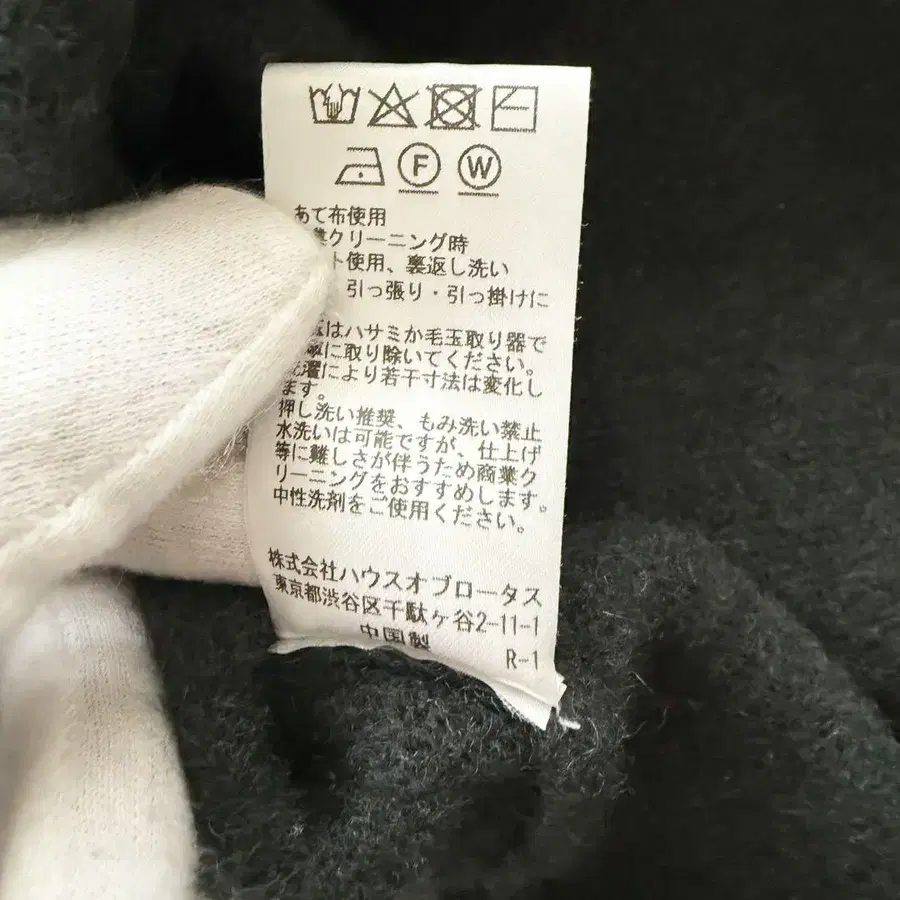 F W
あて布使用
クリーニング時
ト使用、裏返し洗い
引っ張り・引っ掛けに
はハサミか毛玉取り器で
に取り除いてください。
洗濯により若干寸法は変化し
ます。
押し洗い推奨、もみ洗い禁止
水洗いは可能ですが、仕上げ
等に難しさが伴うため商業ク
リーニングをおすすめします。
中性洗剤をご使用ください。
株式会社ハウスオブロータス
東京都渋谷区千駄ヶ谷2-11-1
中国製
R-1